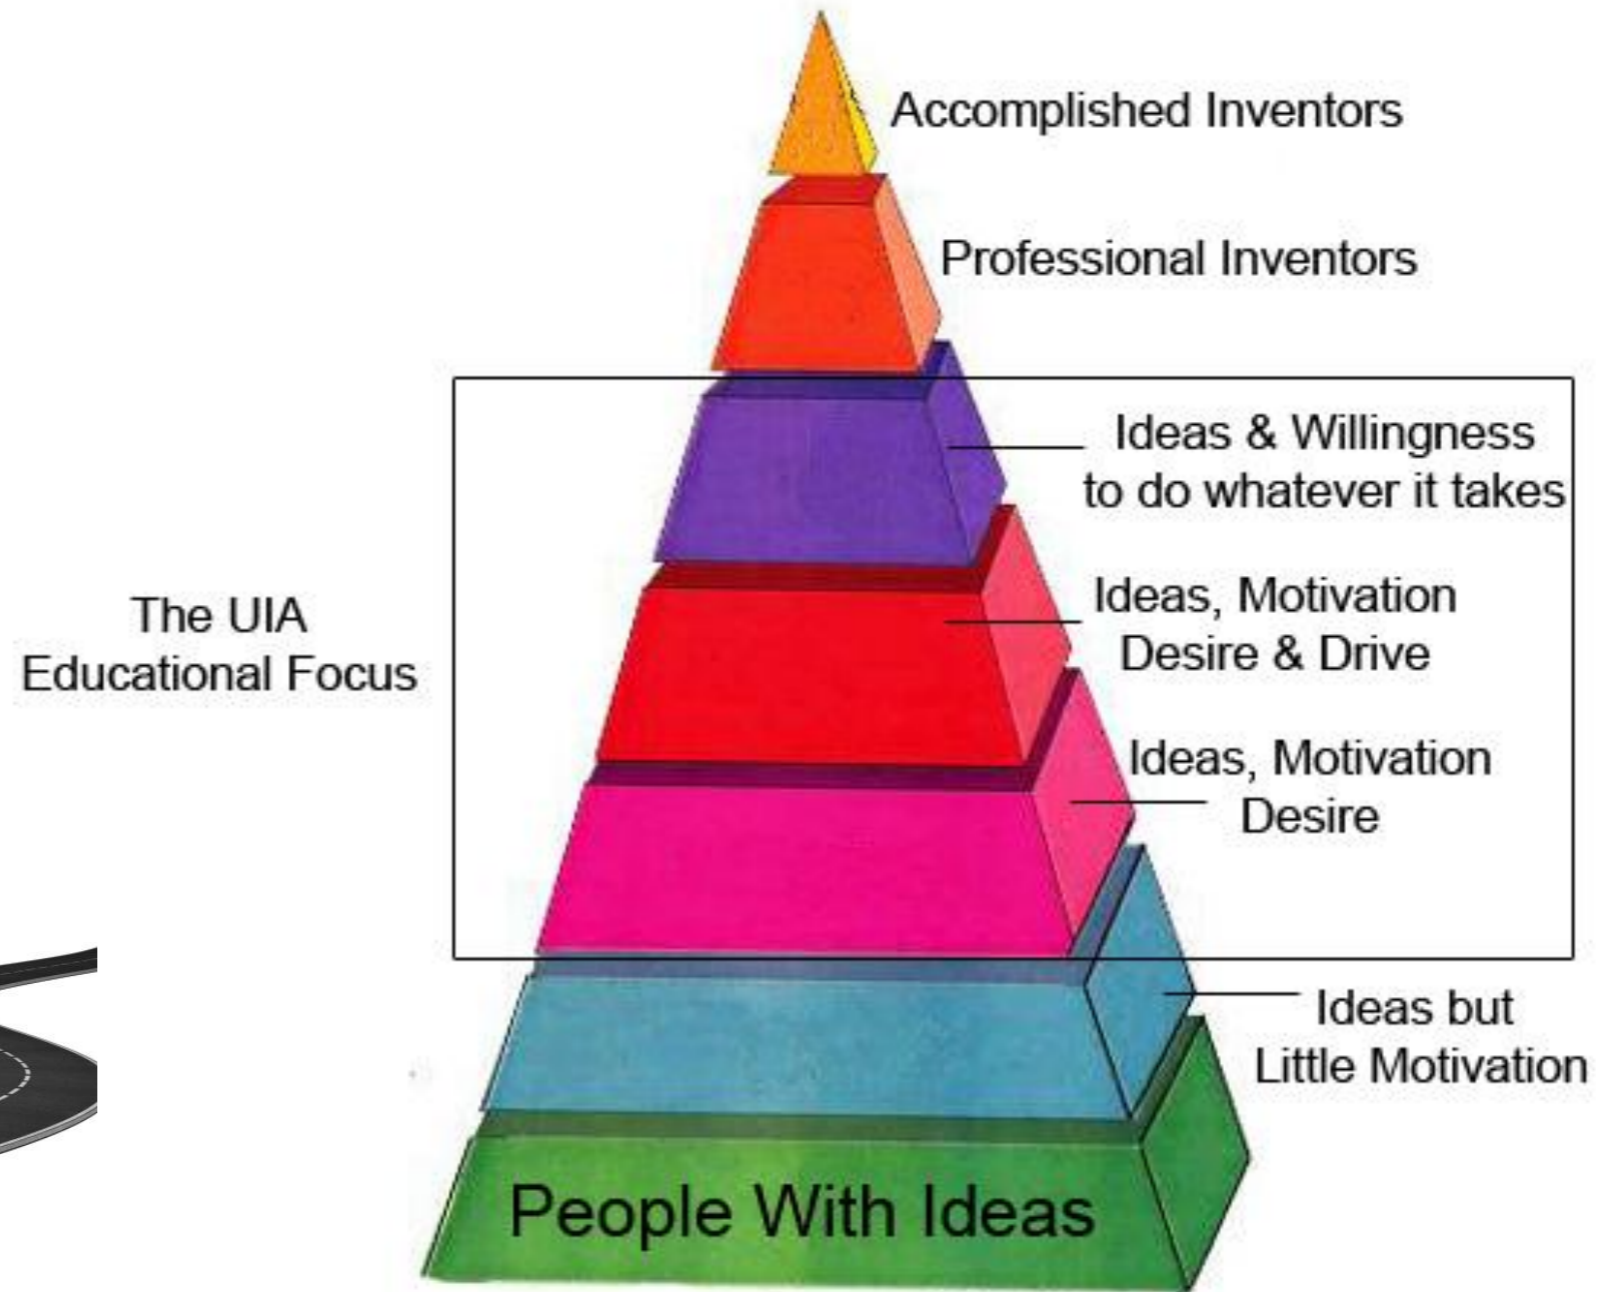 Accomplished Inventors
Professional Inventors
Ideas & Willingness
to do whatever it takes
The UIA
Educational Focus
Ideas, Motivation
Desire & Drive
Ideas, Motivation
Desire
Ideas but
Little Motivation
People With Ideas